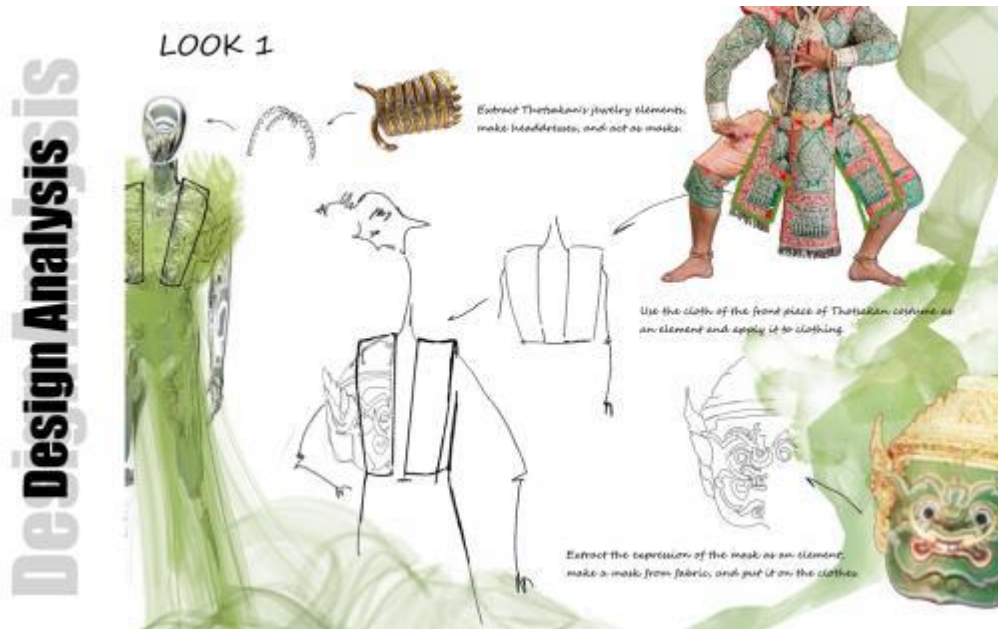 Design Analysis
LOOK 1
Extract Thotsakan's jewelry elements,
make headdresses, and act as masks.
Use the cloth of the front piece of Thotsakan costume as
an element and apply it to clothing
Extract the expression of the mask as an element,
make a mask from fabric, and put it on the clothes.